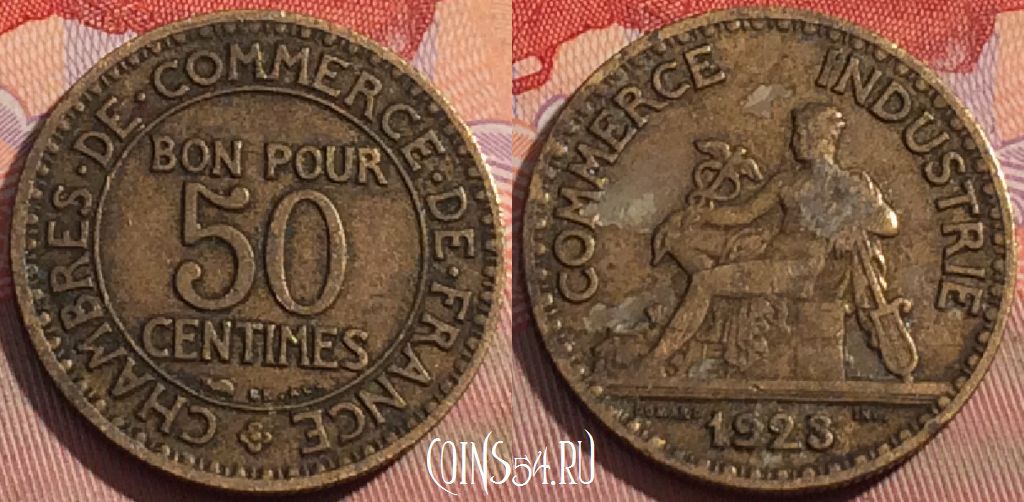 CHAMBRES·DE·COMMERCE·DE·FRANCE
BON POUR
50
CENTIMES
COMMERCE INDUSTRIE
1923
COINS54.RU